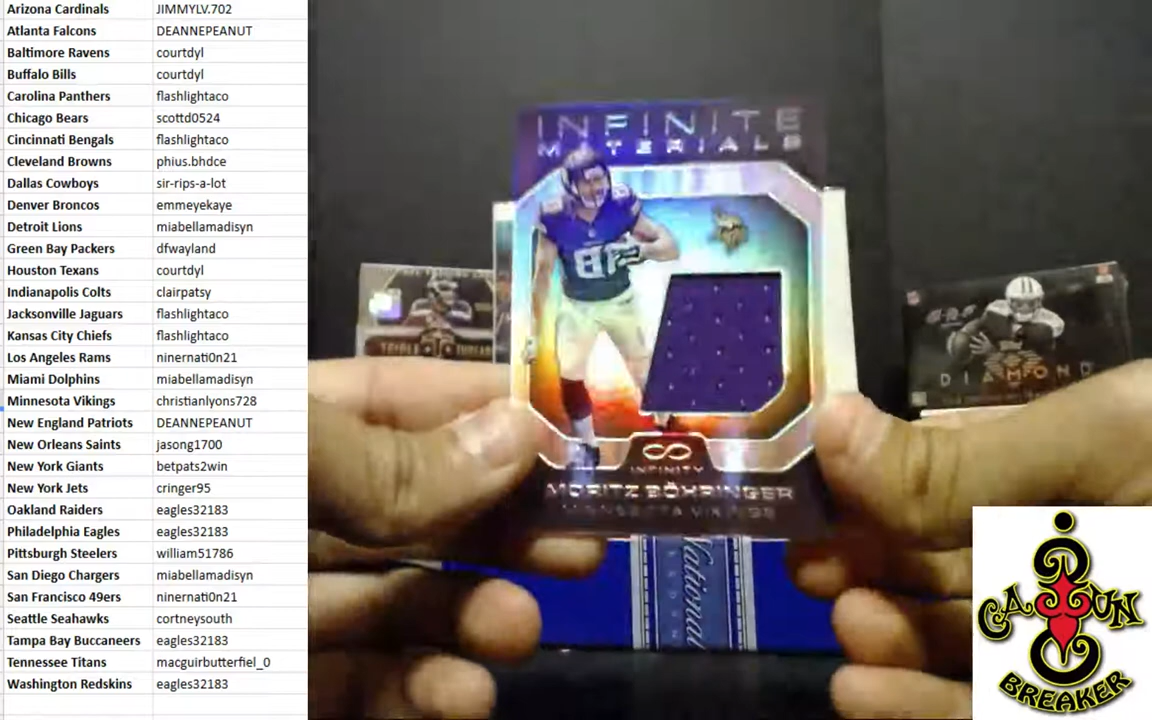 Arizona Cardinals JIMMYLV.702
Atlanta Falcons DEANNEPEANUT
Baltimore Ravens courtdyl
Buffalo Bills courtdyl
Carolina Panthers flashlightaco
Chicago Bears scottd0524
Cincinnati Bengals flashlightaco
Cleveland Browns phius.bhdce
Dallas Cowboys sir-rips-a-lot
Denver Broncos emmeyekaye
Detroit Lions miabellamadisyn
Green Bay Packers dfwayland
Houston Texans courtdyl
Indianapolis Colts clairpatsy
Jacksonville Jaguars flashlightaco
Kansas City Chiefs flashlightaco
Los Angeles Rams ninernati0n21
Miami Dolphins miabellamadisyn
Minnesota Vikings christianlyons728
New England Patriots DEANNEPEANUT
New Orleans Saints jasong1700
New York Giants betpats2win
New York Jets cringer95
Oakland Raiders eagles32183
Philadelphia Eagles eagles32183
Pittsburgh Steelers william51786
San Diego Chargers miabellamadisyn
San Francisco 49ers ninernati0n21
Seattle Seahawks cortneysouth
Tampa Bay Buccaneers eagles32183
Tennessee Titans macguirbutterfiel_0
Washington Redskins eagles32183
INFINITE
MATERIALS
INFINITY
MORITZ BÖHRINGER
MINNESOTA VIKINGS
TRIPLE THREADS
DIAMOND
National
CAJUN
BREAKER